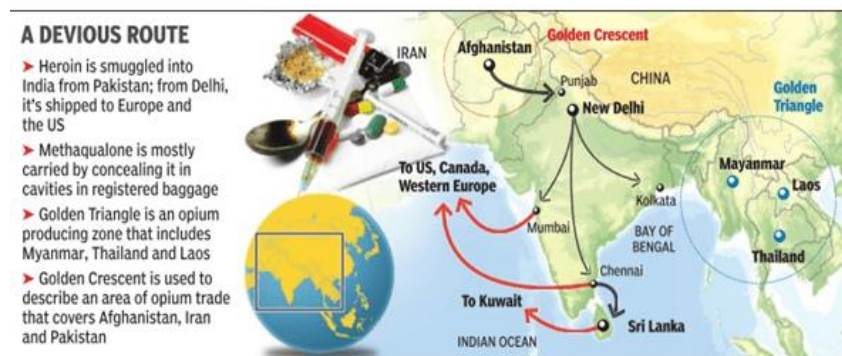 A DEVIOUS ROUTE
➤ Heroin is smuggled into
India from Pakistan; from Delhi,
it's shipped to Europe and
the US
➤ Methaqualone is mostly
carried by concealing it in
cavities in registered baggage
➤ Golden Triangle is an opium
producing zone that includes
Myanmar, Thailand and Laos
➤ Golden Crescent is used to
describe an area of opium trade
that covers Afghanistan, Iran
and Pakistan
IRAN
Afghanistan
Golden Crescent
Punjab
CHINA
New Delhi
Golden
Triangle
To US, Canada,
Western Europe
Mayanmar
Laos
Kolkata
Mumbai
BAY OF
BENGAL
Thailand
Chennai
To Kuwait
Sri Lanka
INDIAN OCEAN